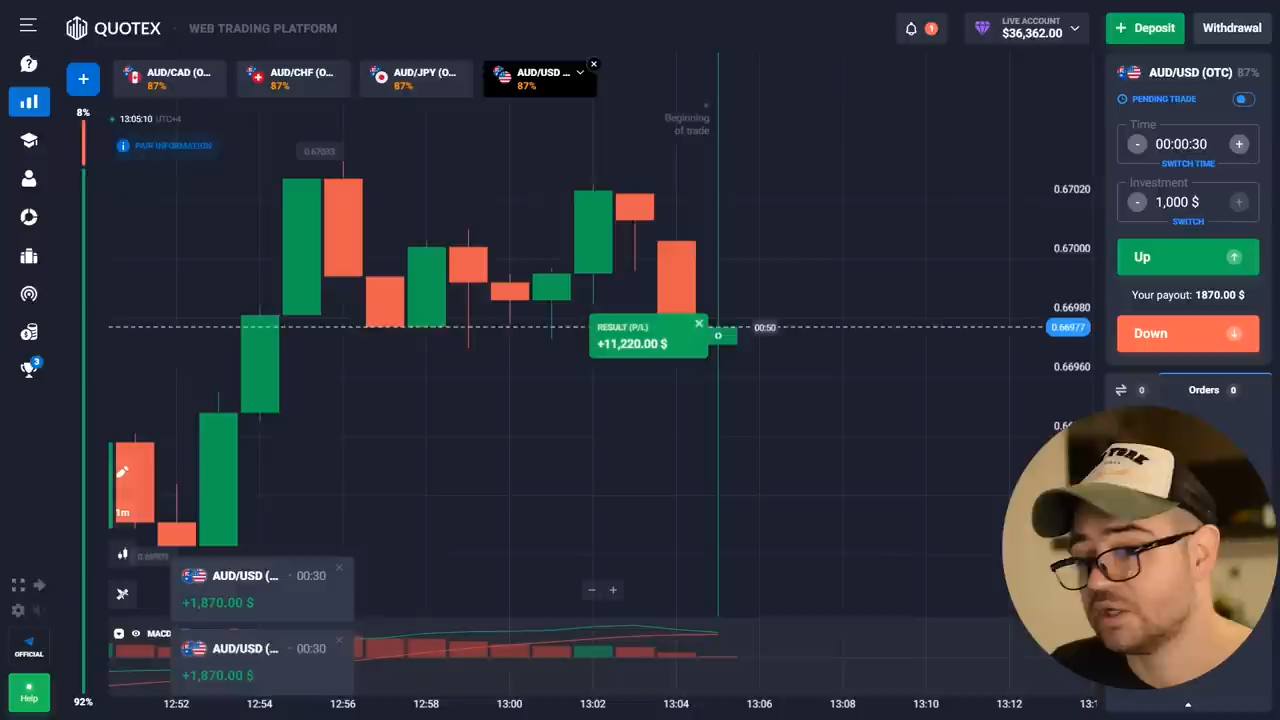 QUOTEX
WEB TRADING PLATFORM
1
LIVE ACCOUNT
$36,362.00
+ Deposit
Withdrawal
+
AUD/CAD (O...
87%
AUD/CHF (O...
87%
AUD/JPY (O...
87%
AUD/USD ...
87%
8%
13:05:10 UTC+4
PAIR INFORMATION
0.67033
Beginning
of trade
0.67020
0.67000
0.66980
0.66977
0.66960
RESULT (P/L)
+11,220.00 $
00:50
1m
AUD/USD (... - 00:30
+1,870.00 $
AUD/USD (... - 00:30
+1,870.00 $
MACD
92%
12:52
12:54
12:56
12:58
13:00
13:02
13:04
13:06
13:08
13:10
13:12
AUD/USD (OTC) 87%
PENDING TRADE
Time
- 00:00:30 +
SWITCH TIME
Investment
- 1,000 $ +
SWITCH
Up
Your payout: 1870.00 $
Down
0
Orders 0
3
OFFICIAL
Help